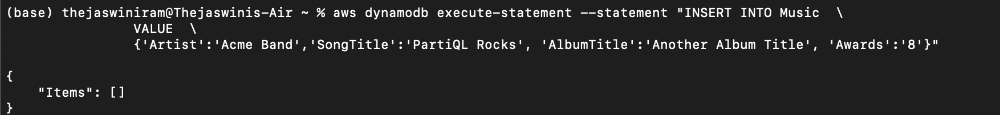 (base) thejaswiniram@Thejaswinis-Air ~ % aws dynamodb execute-statement --statement "INSERT INTO Music  \
                VALUE  \
                {'Artist':'Acme Band','SongTitle':'PartiQL Rocks', 'AlbumTitle':'Another Album Title', 'Awards':'8'}"

{
    "Items": []
}